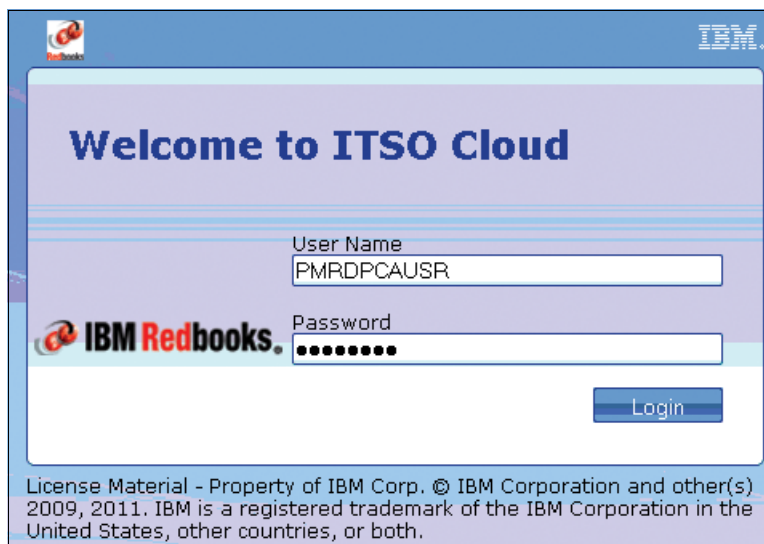 Redbooks
IBM.
Welcome to ITSO Cloud
User Name
PMRDPCAUSR
Password
IBM Redbooks.
●●●●●●●●
Login
License Material - Property of IBM Corp. © IBM Corporation and other(s)
2009, 2011. IBM is a registered trademark of the IBM Corporation in the
United States, other countries, or both.